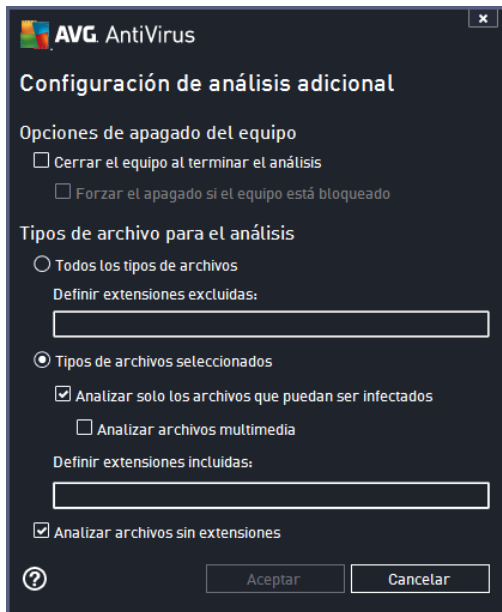 AVG. AntiVirus
Configuración de análisis adicional
Opciones de apagado del equipo
Cerrar el equipo al terminar el análisis
Forzar el apagado si el equipo está bloqueado
Tipos de archivo para el análisis
Todos los tipos de archivos
Definir extensiones excluidas:
Tipos de archivos seleccionados
Analizar solo los archivos que puedan ser infectados
Analizar archivos multimedia
Definir extensiones incluidas:
Analizar archivos sin extensiones
Aceptar Cancelar